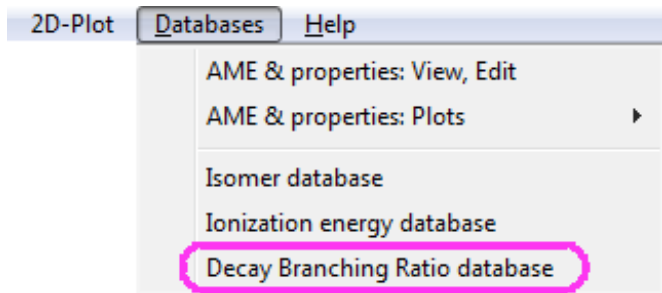 2D-Plot Databases Help
AME & properties: View, Edit
AME & properties: Plots
Isomer database
Ionization energy database
Decay Branching Ratio database